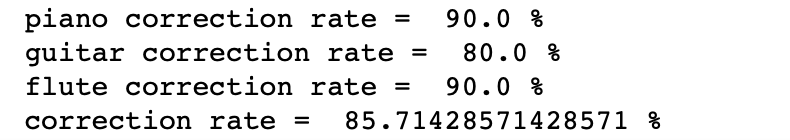 piano correction rate =  90.0 %
guitar correction rate =  80.0 %
flute correction rate =  90.0 %
correction rate =  85.71428571428571 %